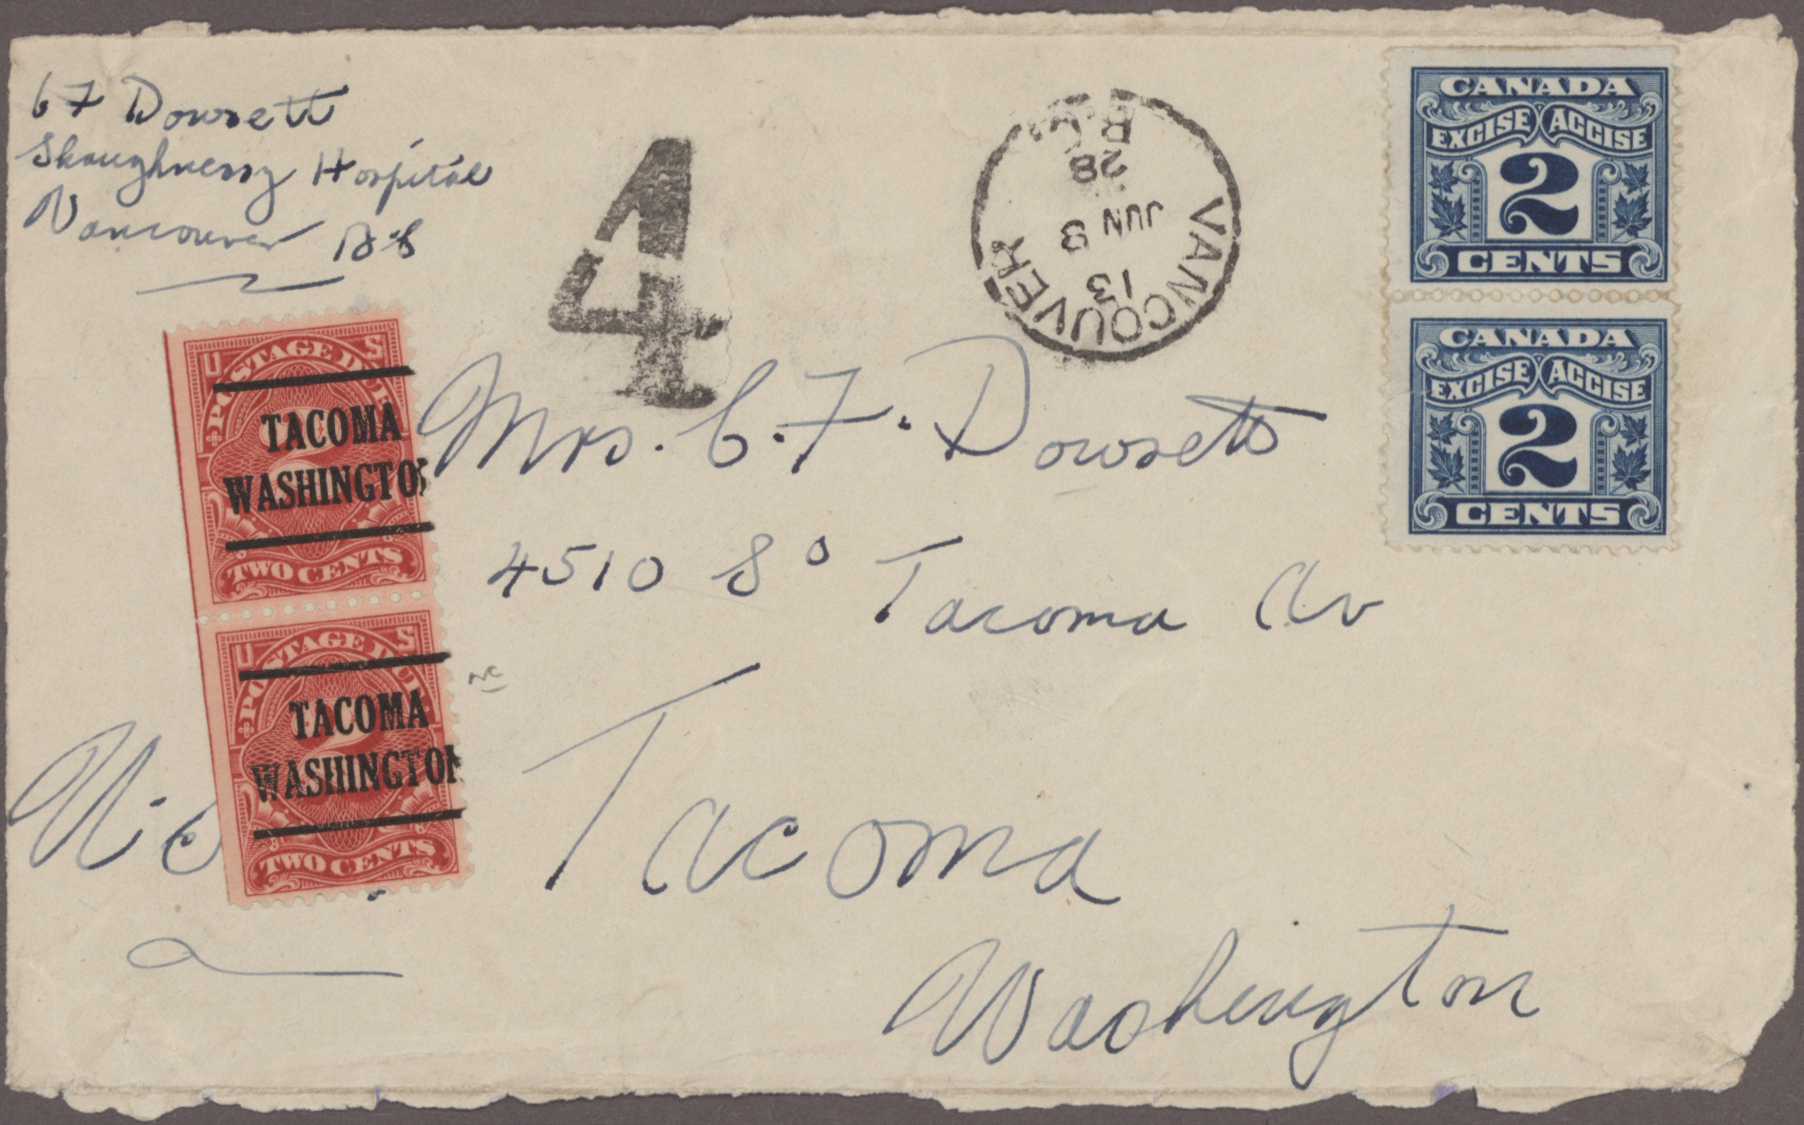 C F Dowsett
Shaughnessy Hospital
Vancouver B.C.
4
VANCOUVER
B.C.
13
JUN 8
28
CANADA
EXCISE ACCISE
2
CENTS
CANADA
EXCISE ACCISE
2
CENTS
U S
POSTAGE DUE
TACOMA
WASHINGTON
TWO CENTS
U S
POSTAGE DUE
TACOMA
WASHINGTON
TWO CENTS
Mrs. C. F. Dowsett
4510 So Tacoma Av
Tacoma
Washington